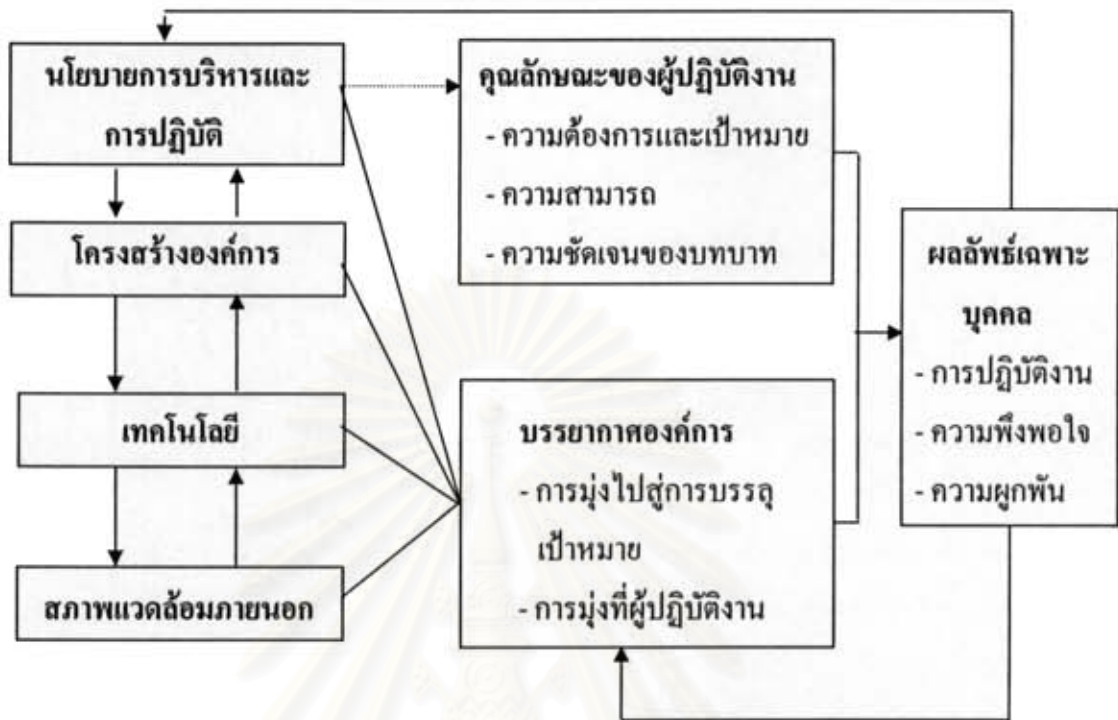 นโยบายการบริหารและ
การปฏิบัติ
โครงสร้างองค์การ
เทคโนโลยี
สภาพแวดล้อมภายนอก
คุณลักษณะของผู้ปฏิบัติงาน
- ความต้องการและเป้าหมาย
- ความสามารถ
- ความชัดเจนของบทบาท
บรรยากาศองค์การ
- การมุ่งไปสู่การบรรลุ
เป้าหมาย
- การมุ่งที่ผู้ปฏิบัติงาน
ผลลัพธ์เฉพาะ
บุคคล
- การปฏิบัติงาน
- ความพึงพอใจ
- ความผูกพัน